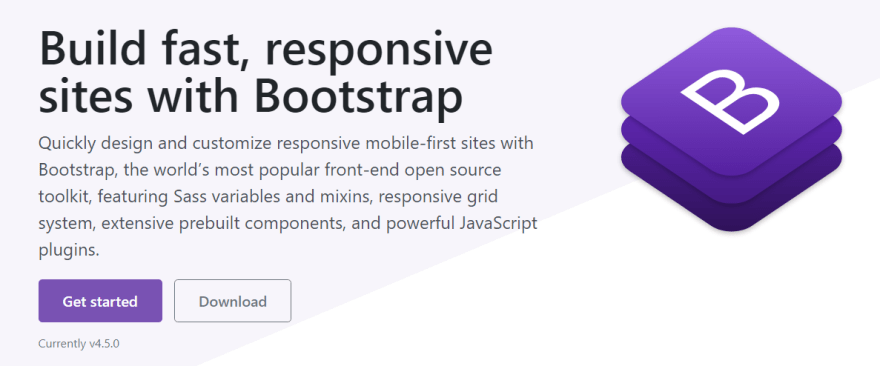 Build fast, responsive
sites with Bootstrap
B
Quickly design and customize responsive mobile-first sites with
Bootstrap, the world’s most popular front-end open source
toolkit, featuring Sass variables and mixins, responsive grid
system, extensive prebuilt components, and powerful JavaScript
plugins.
Get started
Download
Currently v4.5.0